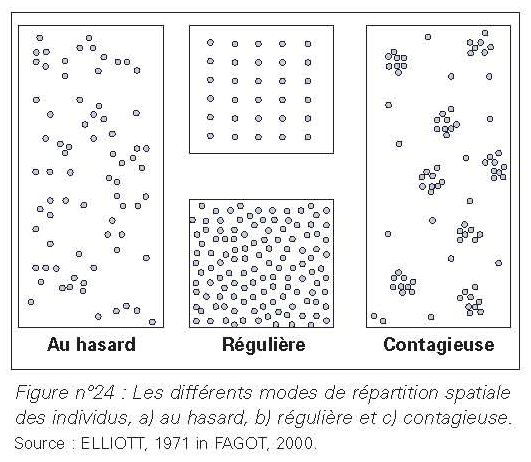 Au hasard
Régulière
Contagieuse
Figure n°24 : Les différents modes de répartition spatiale
des individus, a) au hasard, b) régulière et c) contagieuse.
Source : ELLIOTT, 1971 in FAGOT, 2000.